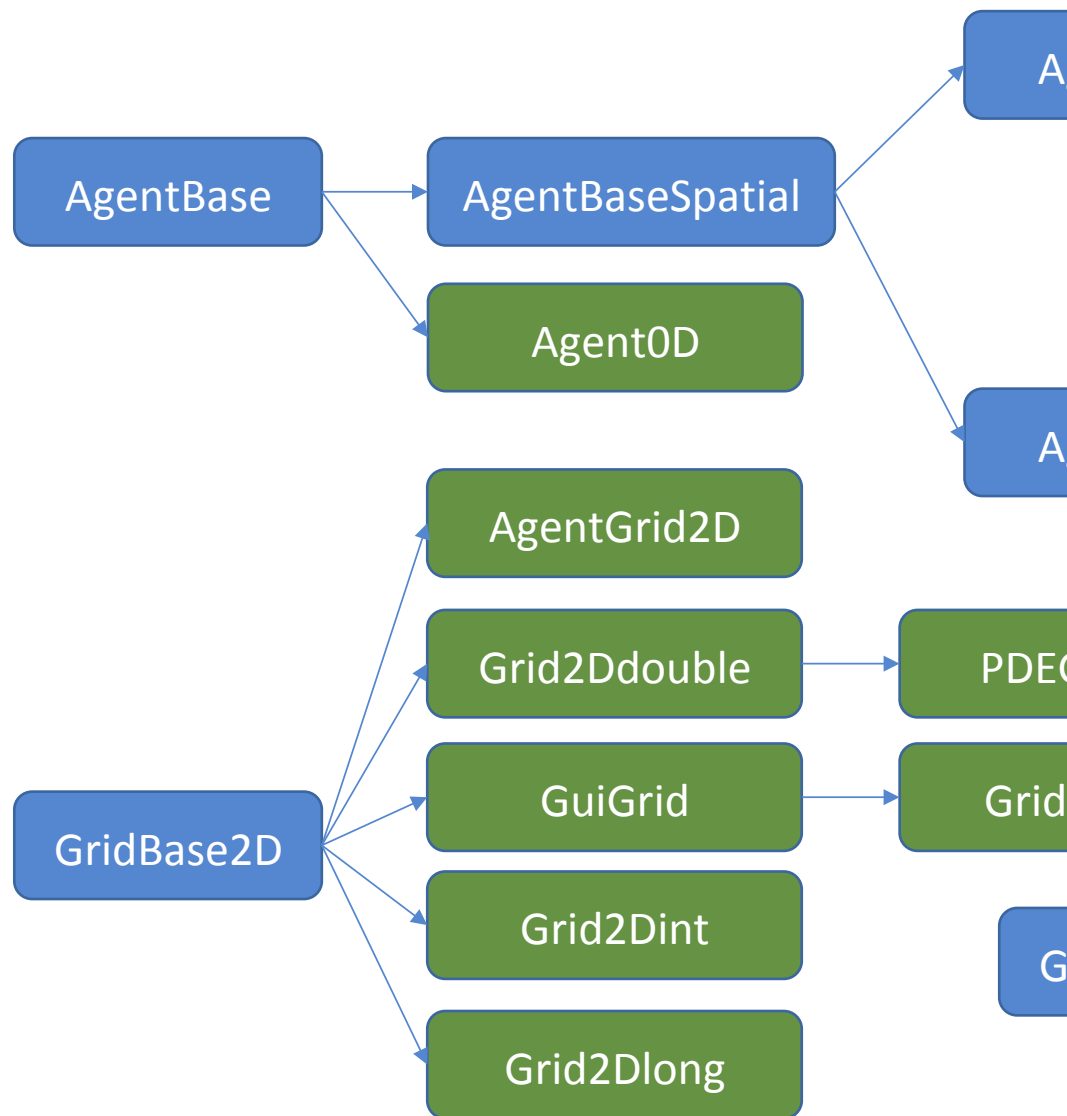 AgentBase
AgentBaseSpatial
Agent0D
AgentGrid2D
Grid2Ddouble
GuiGrid
GridBase2D
Grid2Dint
Grid2Dlong